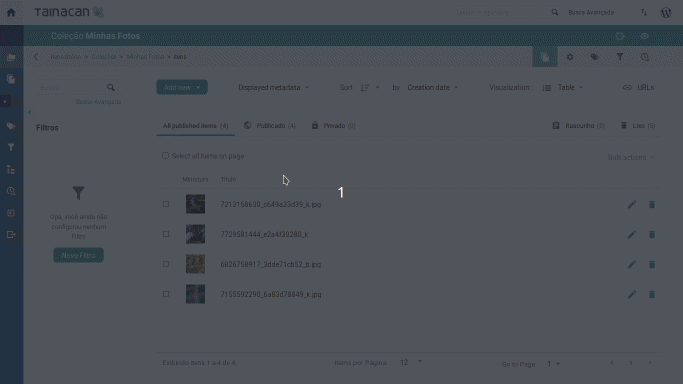 Tainacan
Busca Avançada
Coleção Minhas Fotos
Repositório > Coleções > Minhas Fotos > Itens
Busca Avançada
Add new
Displayed metadata
Sort
by
Creation date
Visualization:
Table
URLs
Filtros
All published items (4)
Publicado (4)
Privado (0)
Rascunho (0)
Lixo (0)
Select all items on page
Bulk actions
Miniatura
Título
1
Opa, você ainda não
configurou nenhum
Filtro
Novo Filtro
7213158630_c649a23d39_k.jpg
7729581444_e2a4f30280_k
6826758917_3dde71cb52_b.jpg
7155592290_6a83d78849_k.jpg
Exibindo itens 1 a 4 de 4.
Itens por Página:
12
Go to Page:
1